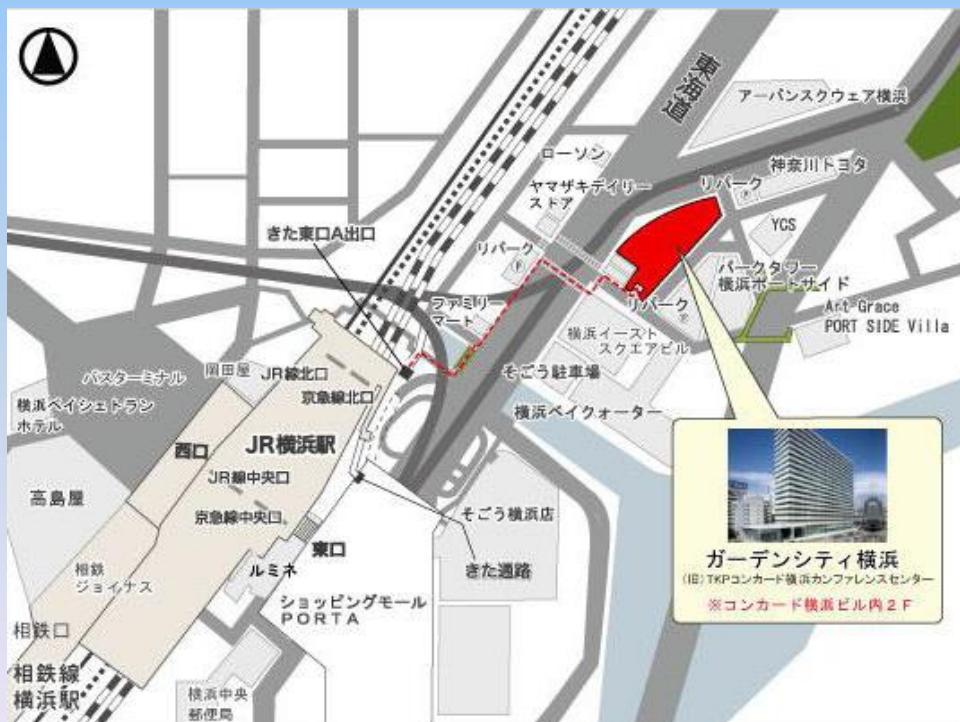 東海道
アーバンスクウェア横浜
ローソン
ヤマザキデイリー
ストア
リパーク
神奈川トヨタ
YCS
きた東口A出口
リパーク
P
パークタワー
横浜ポートサイド
ファミリー
マート
リパーク
Art Grace
PORT SIDE Villa
横浜イースト
スクエアビル
バスターミナル
岡田屋
JR線北口
京急線北口
そごう駐車場
横浜ベイシェトラン
ホテル
横浜ベイクォーター
西口
JR横浜駅
JR線中央口
高島屋
京急線中央口
そごう横浜店
東口
きた通路
ルミネ
相鉄
ジョイナス
ショッピングモール
PORTA
相鉄口
相鉄線
横浜駅
横浜中央
郵便局
ガーデンシティ横浜
(旧)TKPコンカード横浜カンファレンスセンター
※コンカード横浜ビル内2F